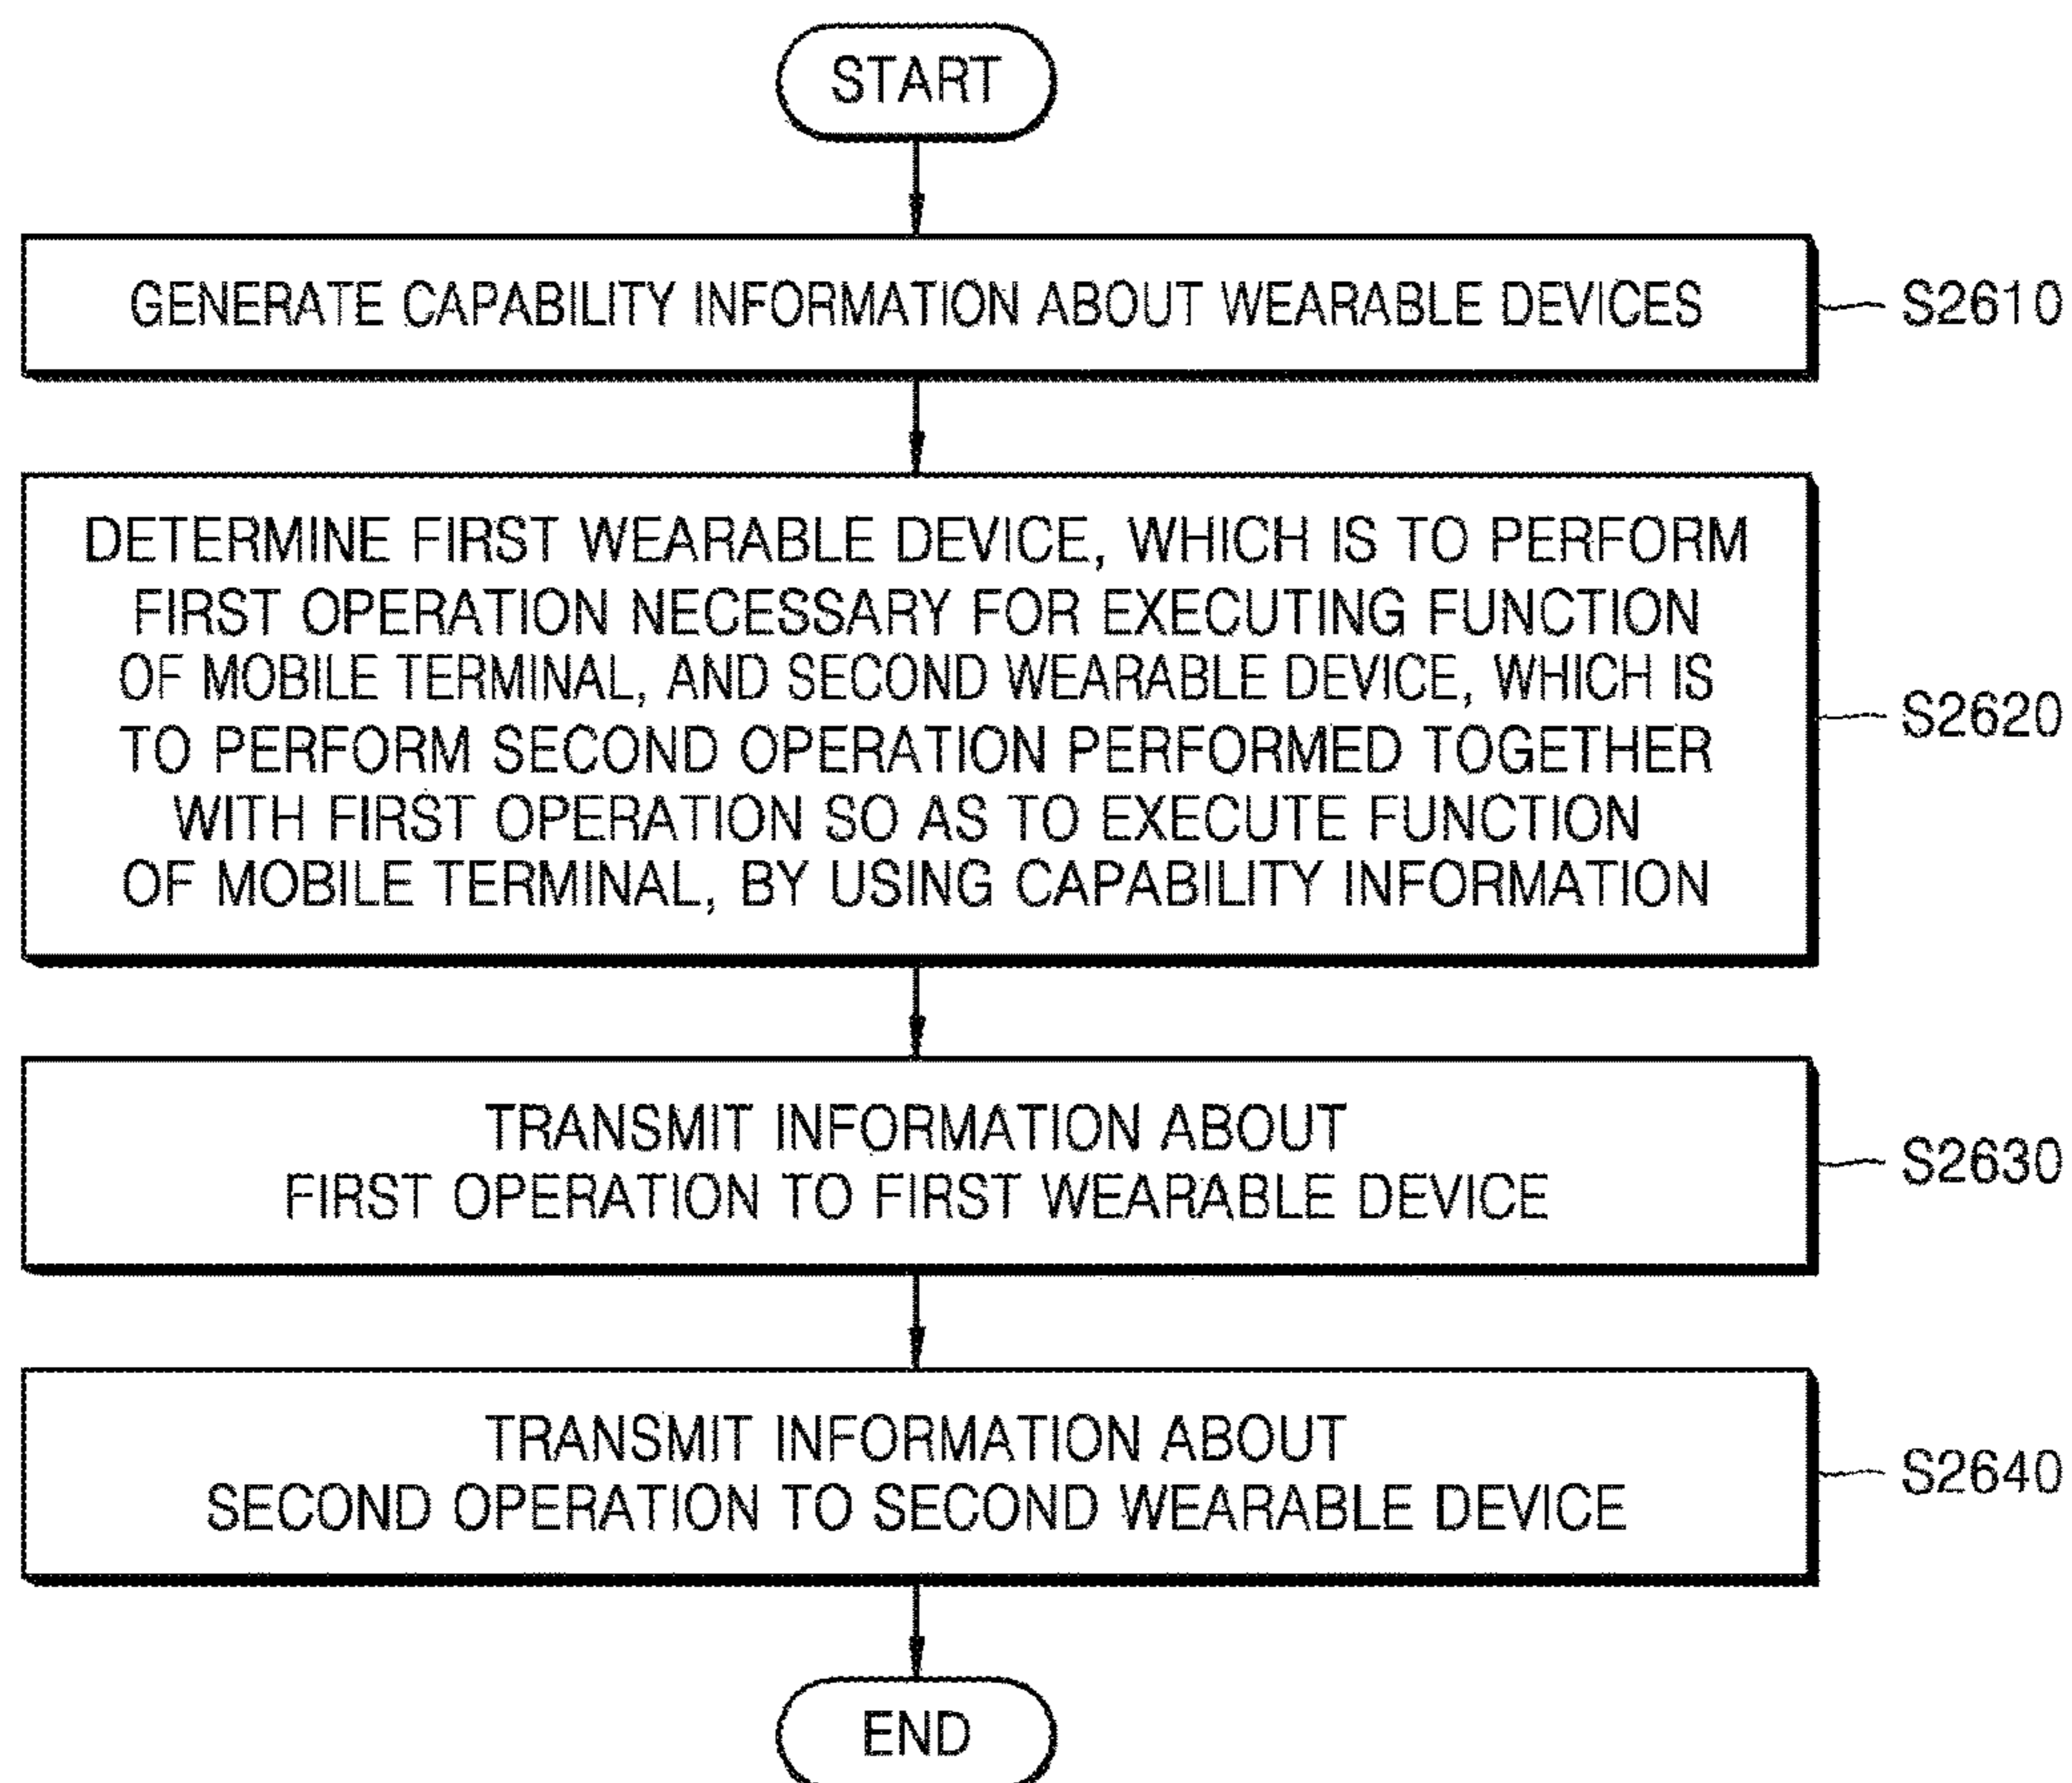 START
GENERATE CAPABILITY INFORMATION ABOUT WEARABLE DEVICES
S2610
DETERMINE FIRST WEARABLE DEVICE, WHICH IS TO PERFORM
FIRST OPERATION NECESSARY FOR EXECUTING FUNCTION
OF MOBILE TERMINAL, AND SECOND WEARABLE DEVICE, WHICH IS
TO PERFORM SECOND OPERATION PERFORMED TOGETHER
WITH FIRST OPERATION SO AS TO EXECUTE FUNCTION
OF MOBILE TERMINAL, BY USING CAPABILITY INFORMATION
S2620
TRANSMIT INFORMATION ABOUT
FIRST OPERATION TO FIRST WEARABLE DEVICE
S2630
TRANSMIT INFORMATION ABOUT
SECOND OPERATION TO SECOND WEARABLE DEVICE
S2640
END